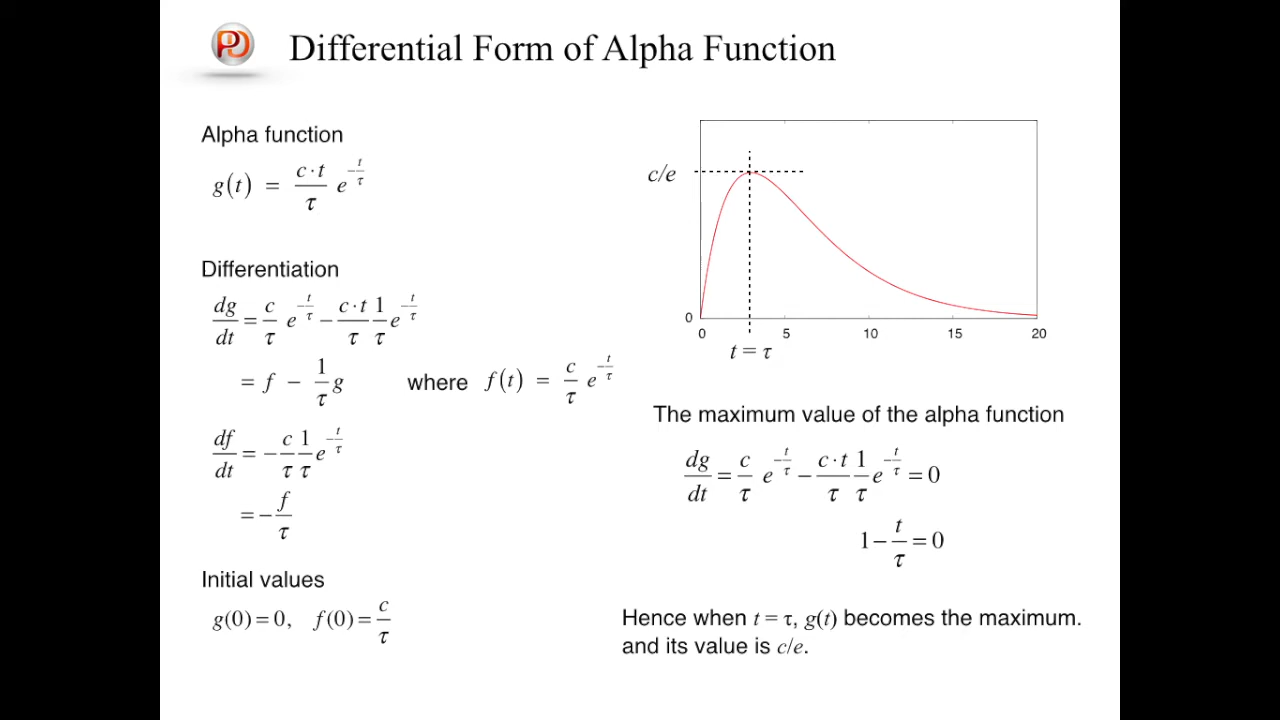 Differential Form of Alpha Function
Alpha function
g(t) = c·t/τ e^(−t/τ)
Differentiation
dg/dt = c/τ e^(−t/τ) − c·t/τ 1/τ e^(−t/τ)
= f − 1/τ g where f(t) = c/τ e^(−t/τ)
df/dt = − c/τ 1/τ e^(−t/τ)
= − f/τ
Initial values
g(0) = 0, f(0) = c/τ
c/e
0
0 5 10 15 20
t = τ
The maximum value of the alpha function
dg/dt = c/τ e^(−t/τ) − c·t/τ 1/τ e^(−t/τ) = 0
1 − t/τ = 0
Hence when t = τ, g(t) becomes the maximum.
and its value is c/e.